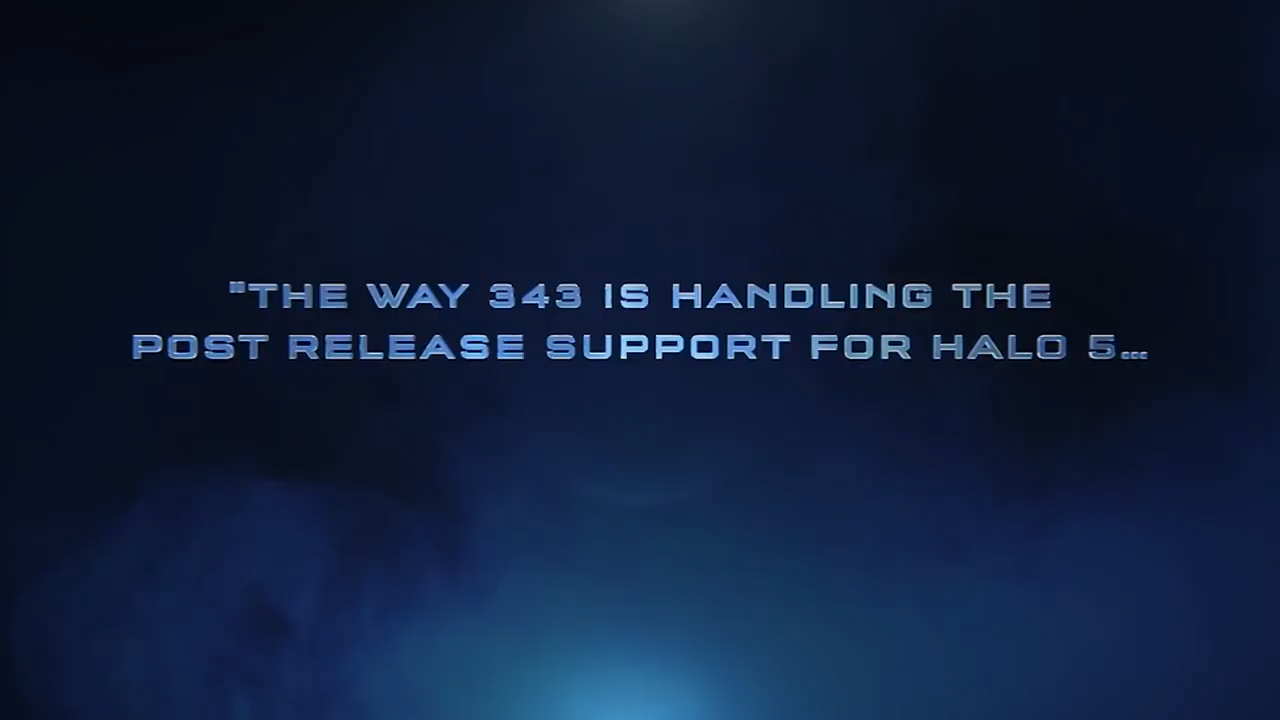 "THE WAY 343 IS HANDLING THE
POST RELEASE SUPPORT FOR HALO 5...